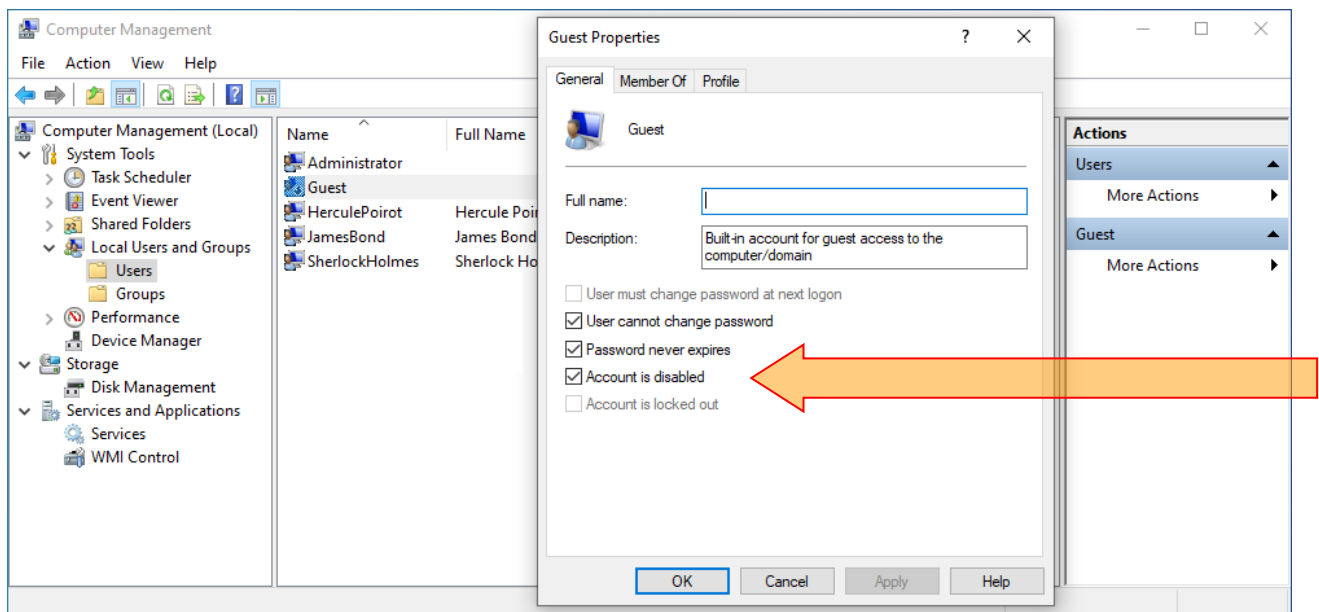 Computer Management
File Action View Help
Computer Management (Local)
System Tools
Task Scheduler
Event Viewer
Shared Folders
Local Users and Groups
Users
Groups
Performance
Device Manager
Storage
Disk Management
Services and Applications
Services
WMI Control
Name Full Name
Administrator
Guest
HerculePoirot Hercule Poir
JamesBond James Bond
SherlockHolmes Sherlock Ho
Guest Properties
General Member Of Profile
Guest
Full name:
Description: Built-in account for guest access to the
computer/domain
User must change password at next logon
User cannot change password
Password never expires
Account is disabled
Account is locked out
OK Cancel Apply Help
Actions
Users
More Actions
Guest
More Actions